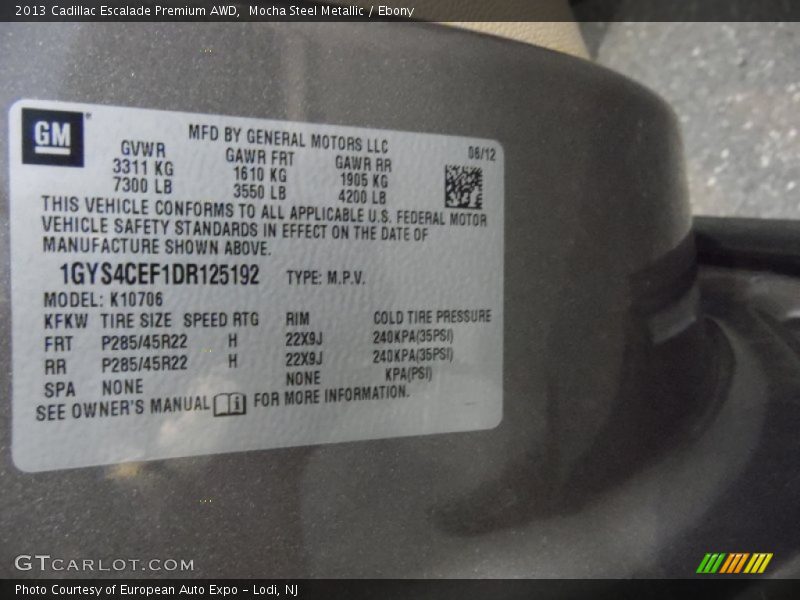 2013 Cadillac Escalade Premium AWD, Mocha Steel Metallic / Ebony
GM
MFD BY GENERAL MOTORS LLC
08/12
GVWR GAWR FRT GAWR RR
3311 KG 1610 KG 1905 KG
7300 LB 3550 LB 4200 LB
THIS VEHICLE CONFORMS TO ALL APPLICABLE U.S. FEDERAL MOTOR
VEHICLE SAFETY STANDARDS IN EFFECT ON THE DATE OF
MANUFACTURE SHOWN ABOVE.
1GYS4CEF1DR125192 TYPE: M.P.V.
MODEL: K10706
KFKW TIRE SIZE SPEED RTG RIM COLD TIRE PRESSURE
FRT P285/45R22 H 22X9J 240KPA(35PSI)
RR P285/45R22 H 22X9J 240KPA(35PSI)
SPA NONE NONE KPA(PSI)
SEE OWNER'S MANUAL FOR MORE INFORMATION.
GTCARLOT.COM
Photo Courtesy of European Auto Expo - Lodi, NJ